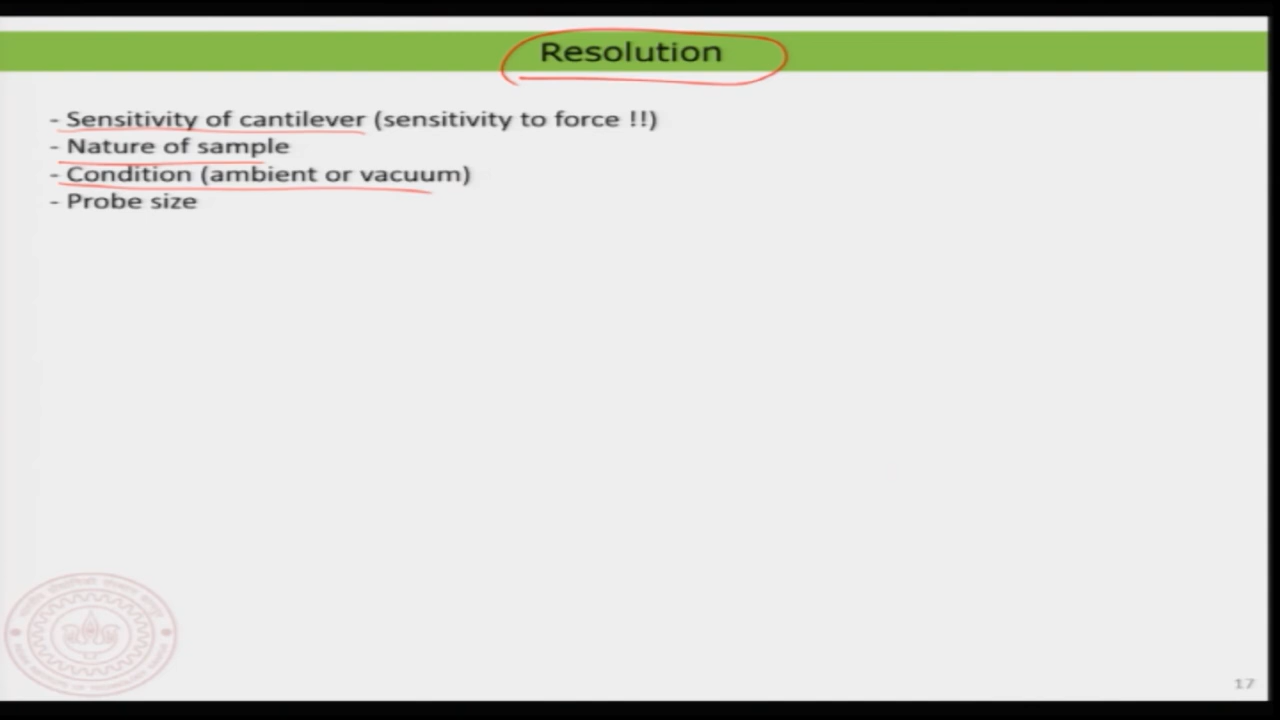 Resolution
- Sensitivity of cantilever (sensitivity to force !!)
- Nature of sample
- Condition (ambient or vacuum)
- Probe size
17